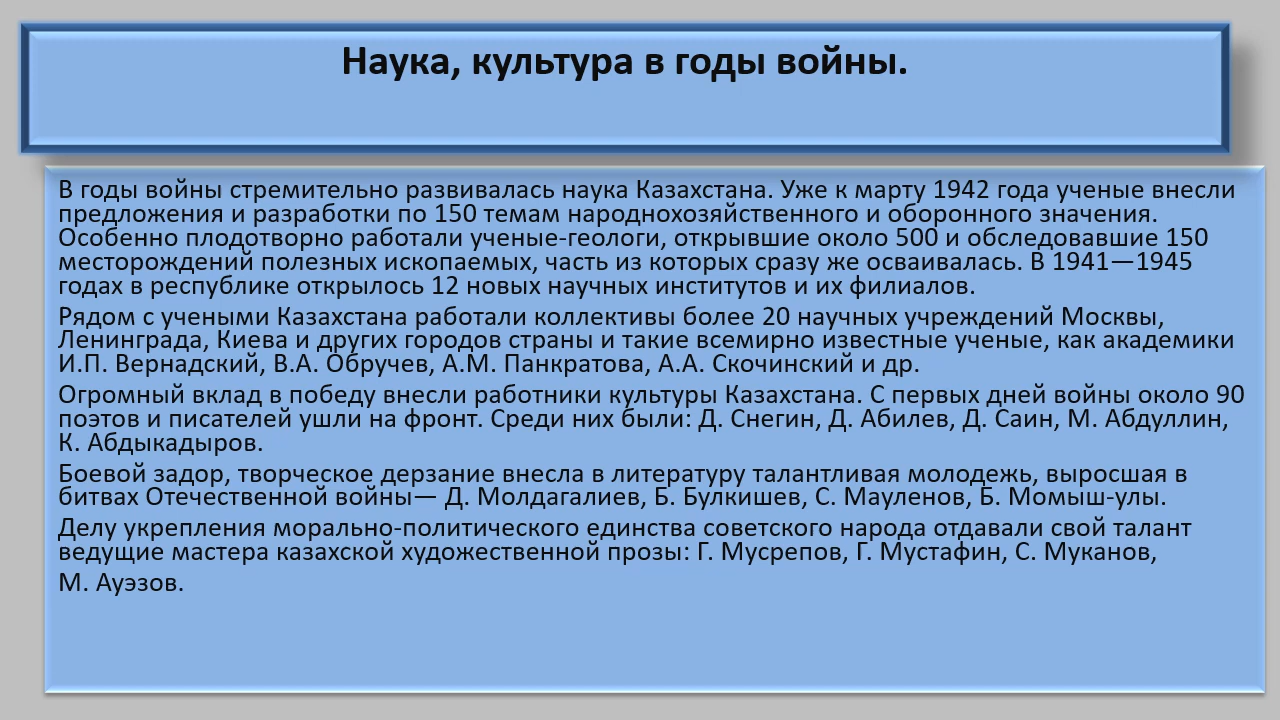 Наука, культура в годы войны.
В годы войны стремительно развивалась наука Казахстана. Уже к марту 1942 года ученые внесли
предложения и разработки по 150 темам народнохозяйственного и оборонного значения.
Особенно плодотворно работали ученые-геологи, открывшие около 500 и обследовавшие 150
месторождений полезных ископаемых, часть из которых сразу же осваивалась. В 1941—1945
годах в республике открылось 12 новых научных институтов и их филиалов.
Рядом с учеными Казахстана работали коллективы более 20 научных учреждений Москвы,
Ленинграда, Киева и других городов страны и такие всемирно известные ученые, как академики
И.П. Вернадский, В.А. Обручев, А.М. Панкратова, А.А. Скочинский и др.
Огромный вклад в победу внесли работники культуры Казахстана. С первых дней войны около 90
поэтов и писателей ушли на фронт. Среди них были: Д. Снегин, Д. Абилев, Д. Саин, М. Абдуллин,
К. Абдыкадыров.
Боевой задор, творческое дерзание внесла в литературу талантливая молодежь, выросшая в
битвах Отечественной войны— Д. Молдагалиев, Б. Булкишев, С. Мауленов, Б. Момыш-улы.
Делу укрепления морально-политического единства советского народа отдавали свой талант
ведущие мастера казахской художественной прозы: Г. Мусрепов, Г. Мустафин, С. Муканов,
М. Ауэзов.